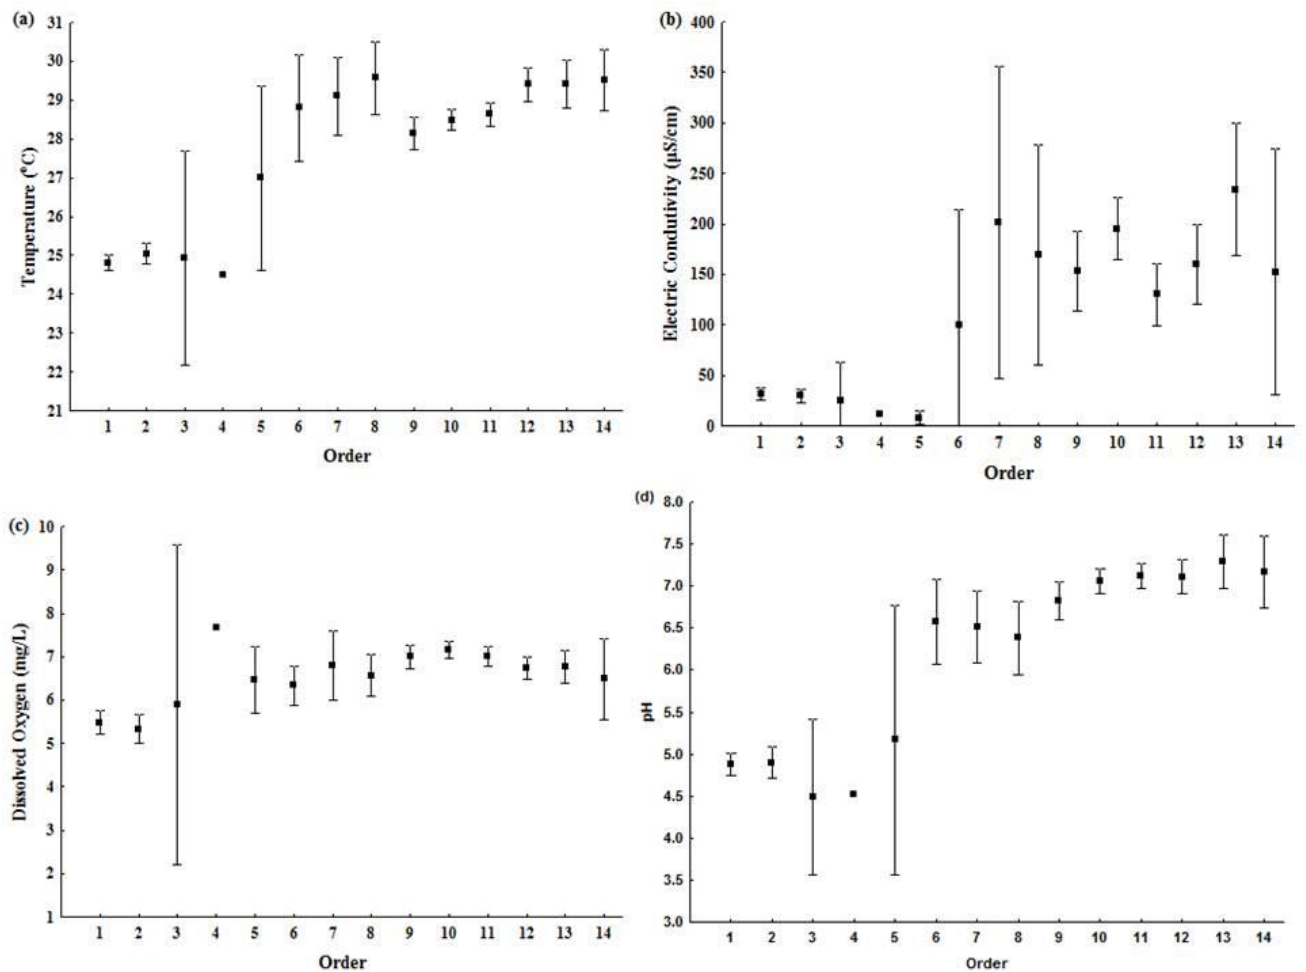 (a)
31
30
29
28
27
26
25
24
23
22
21
Temperature (°C)
1 2 3 4 5 6 7 8 9 10 11 12 13 14
Order
(b)
400
350
300
250
200
150
100
50
0
Electric Condutivity (µS/cm)
1 2 3 4 5 6 7 8 9 10 11 12 13 14
Order
(c)
10
9
8
7
6
5
4
3
2
1
Dissolved Oxygen (mg/L)
1 2 3 4 5 6 7 8 9 10 11 12 13 14
Order
(d)
8.0
7.5
7.0
6.5
6.0
5.5
5.0
4.5
4.0
3.5
3.0
pH
1 2 3 4 5 6 7 8 9 10 11 12 13 14
Order